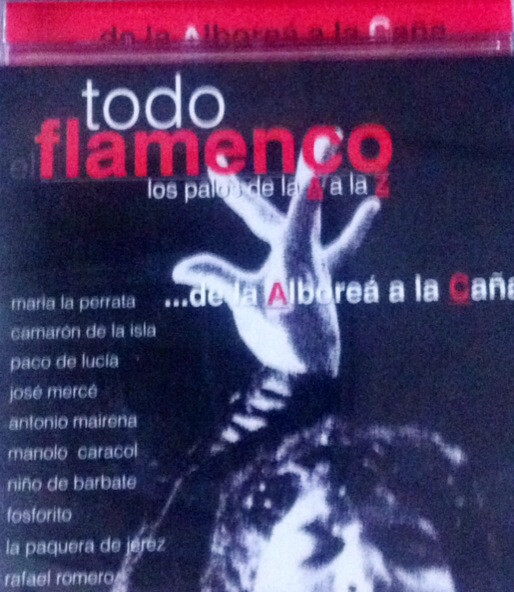 de la Alboreá a la Caña
todo
el flamenco
los palos de la A a la Z
...de la Alboreá a la Caña
maria la perrata
camarón de la isla
paco de lucía
josé mercé
antonio mairena
manolo caracol
niño de barbate
fosforito
la paquera de jerez
rafael romero